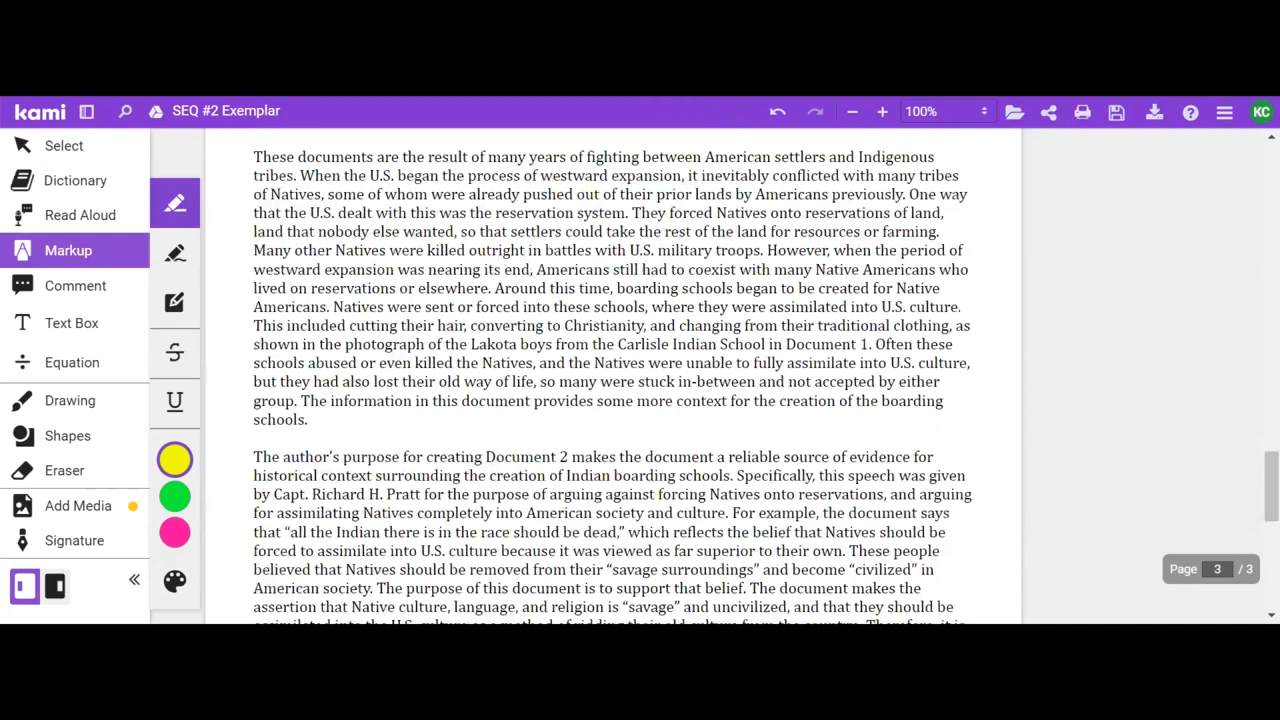 kami SEQ #2 Exemplar 100% KC
Select
Dictionary
Read Aloud
Markup
Comment
Text Box
Equation
Drawing
Shapes
Eraser
Add Media
Signature
These documents are the result of many years of fighting between American settlers and Indigenous
tribes. When the U.S. began the process of westward expansion, it inevitably conflicted with many tribes
of Natives, some of whom were already pushed out of their prior lands by Americans previously. One way
that the U.S. dealt with this was the reservation system. They forced Natives onto reservations of land,
land that nobody else wanted, so that settlers could take the rest of the land for resources or farming.
Many other Natives were killed outright in battles with U.S. military troops. However, when the period of
westward expansion was nearing its end, Americans still had to coexist with many Native Americans who
lived on reservations or elsewhere. Around this time, boarding schools began to be created for Native
Americans. Natives were sent or forced into these schools, where they were assimilated into U.S. culture.
This included cutting their hair, converting to Christianity, and changing from their traditional clothing, as
shown in the photograph of the Lakota boys from the Carlisle Indian School in Document 1. Often these
schools abused or even killed the Natives, and the Natives were unable to fully assimilate into U.S. culture,
but they had also lost their old way of life, so many were stuck in-between and not accepted by either
group. The information in this document provides some more context for the creation of the boarding
schools.
The author's purpose for creating Document 2 makes the document a reliable source of evidence for
historical context surrounding the creation of Indian boarding schools. Specifically, this speech was given
by Capt. Richard H. Pratt for the purpose of arguing against forcing Natives onto reservations, and arguing
for assimilating Natives completely into American society and culture. For example, the document says
that “all the Indian there is in the race should be dead,” which reflects the belief that Natives should be
forced to assimilate into U.S. culture because it was viewed as far superior to their own. These people
believed that Natives should be removed from their “savage surroundings” and become “civilized” in
American society. The purpose of this document is to support that belief. The document makes the
assertion that Native culture, language, and religion is “savage” and uncivilized, and that they should be
assimilated into the U.S. culture as a method of ridding their old culture from the country. Therefore, it is
Page 3 / 3